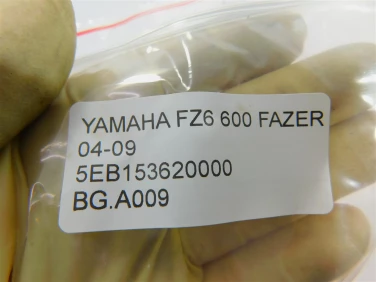 YAMAHA FZ6 600 FAZER
04-09
5EB153620000
BG.A009